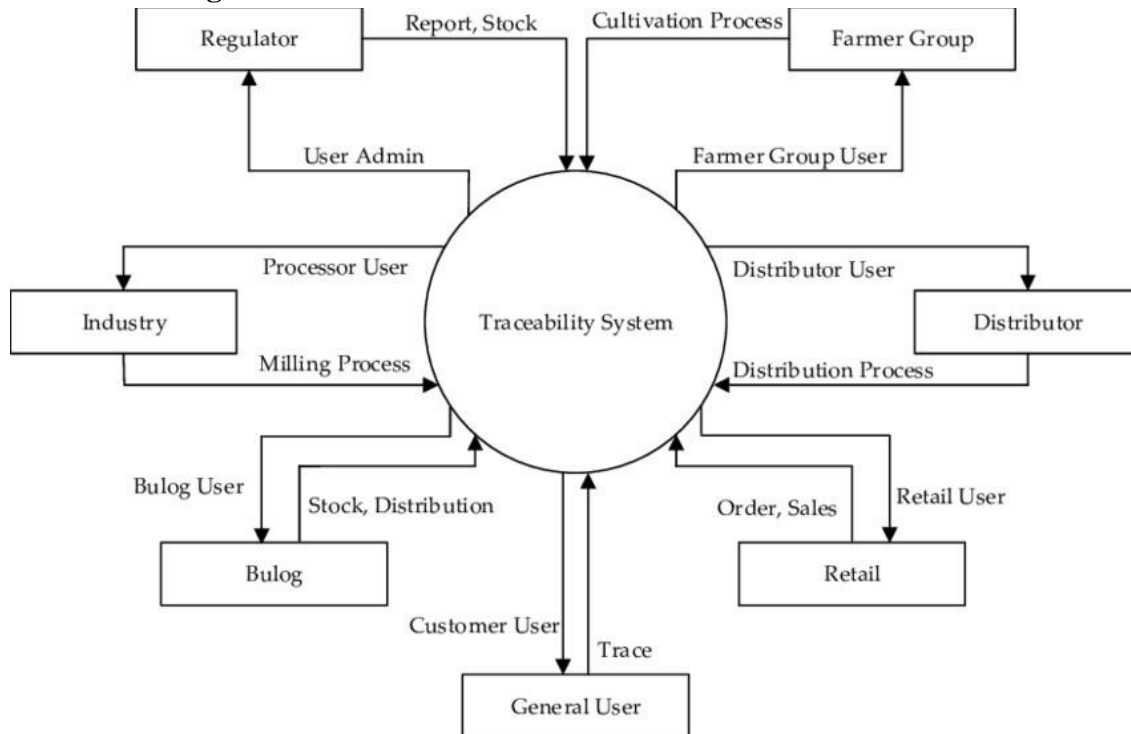 Regulator
Report, Stock
Cultivation Process
Farmer Group
User Admin
Farmer Group User
Processor User
Distributor User
Industry
Traceability System
Distributor
Milling Process
Distribution Process
Bulog User
Stock, Distribution
Order, Sales
Retail User
Bulog
Retail
Customer User
Trace
General User